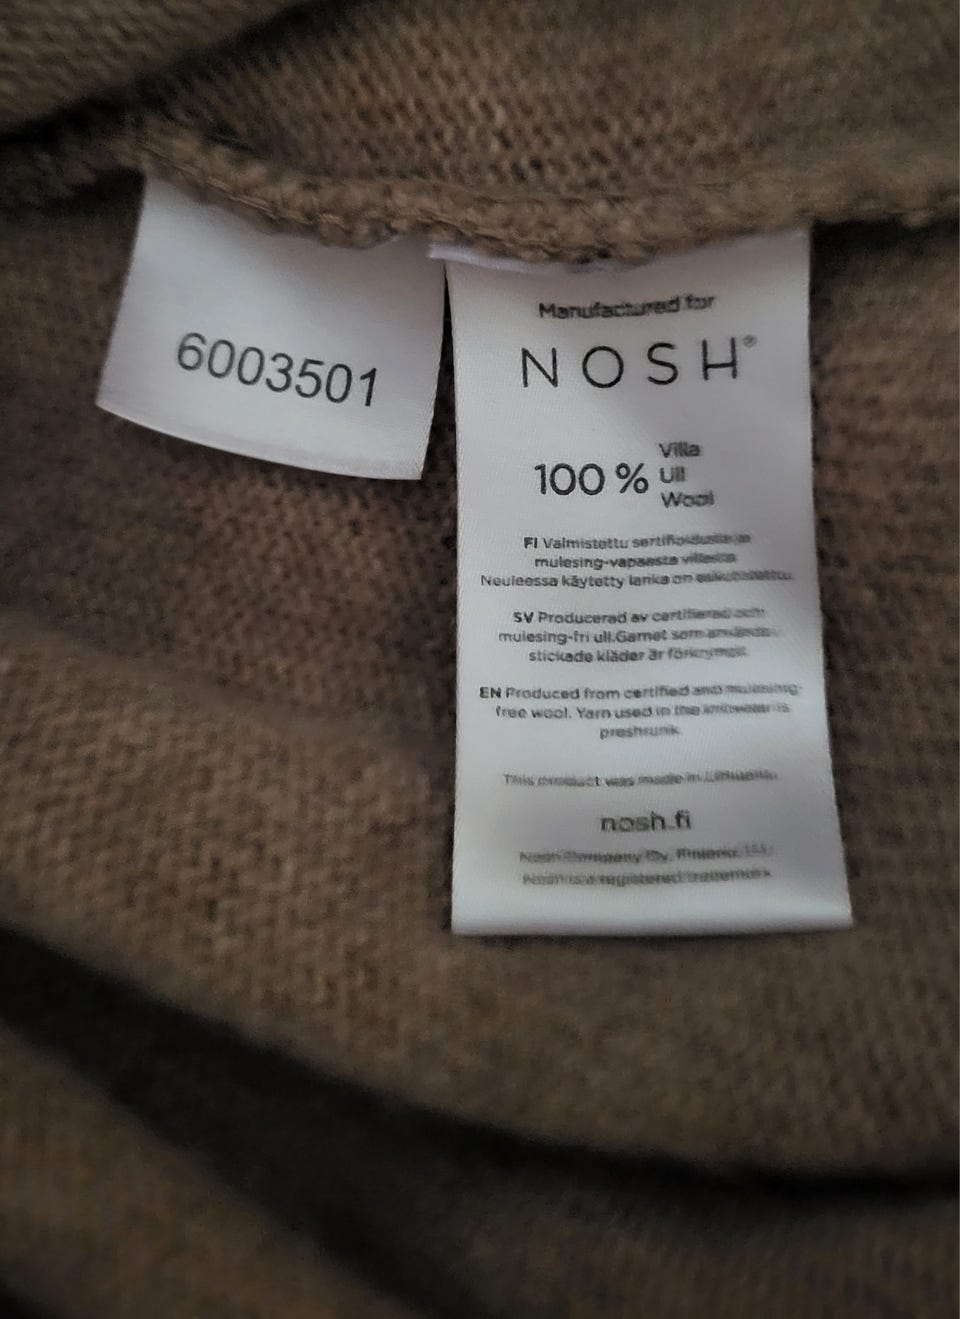 6003501
Manufactured for
NOSH®
100 % Villa
Ull
Wool
FI Valmistettu sertifioidusta ja
mulesing-vapaasta villasta
Neuleessa käytetty lanka on esikutistettu.
SV Producerad av certifierad och
mulesing-fri ull.Garnet som används i
stickade kläder är förkrympt.
EN Produced from certified and mulesing-
free wool. Yarn used in the knitwear is
preshrunk.
This product was made in Lithuania
nosh.fi
Nosh Company Oy, Finland.
Nosh is a registered trademark